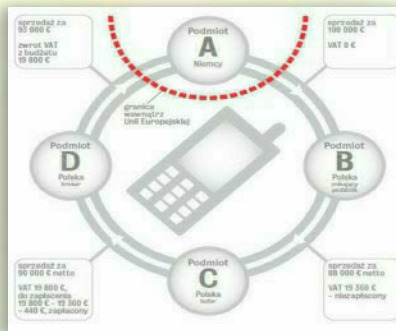 sprzedaż za
93 000 €
zwrot VAT
z budżetu
19 800 €
Podmiot
A
Niemcy
sprzedaż za
100 000 €
VAT 0 €
granica
wewnątrz
Unii Europejskiej
Podmiot
D
Polska
broker
Podmiot
B
Polska
znikający
podatnik
sprzedaż za
90 000 € netto
VAT 19 800,
do zapłacenia
19 800 – 19 360
– 440, zapłacony
Podmiot
C
Polska
bufor
sprzedaż za
88 000 € netto
VAT 19 360 €
– niezapłacony